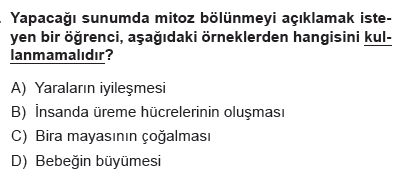 Yapacağı sunumda mitoz bölünmeyi açıklamak iste-
yen bir öğrenci, aşağıdaki örneklerden hangisini kul-
lanmamalıdır?
A) Yaraların iyileşmesi
B) İnsanda üreme hücrelerinin oluşması
C) Bira mayasının çoğalması
D) Bebeğin büyümesi